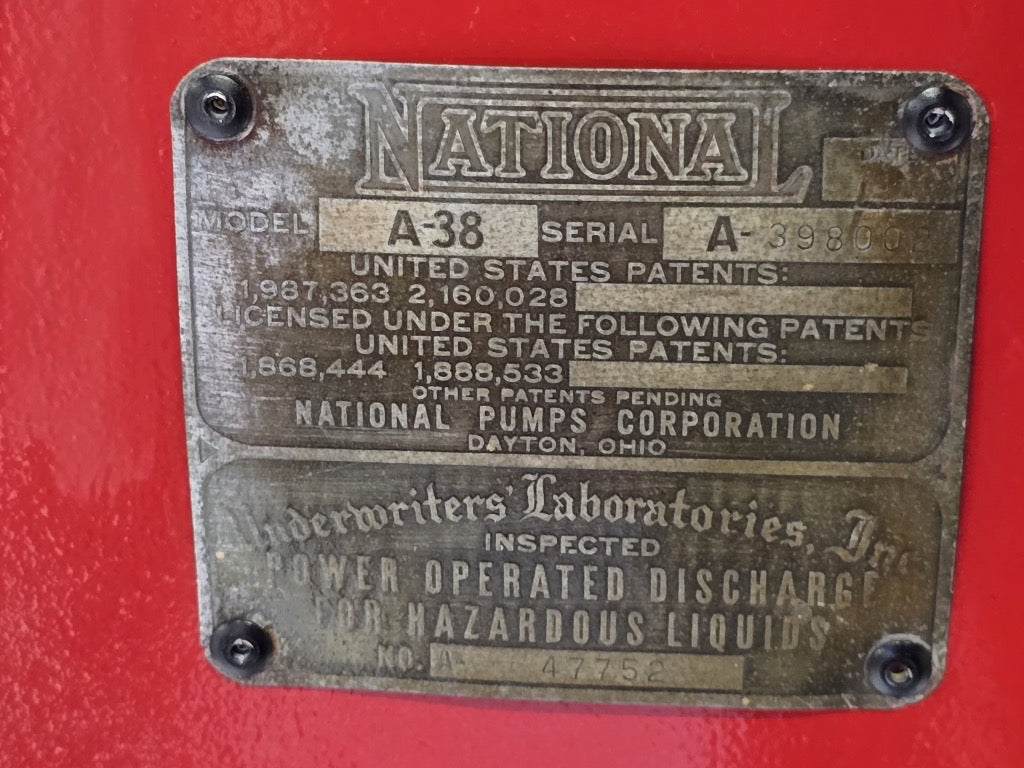 NATIONAL
MODEL A-38 SERIAL A-398002
UNITED STATES PATENTS:
1,987,363 2,160,028
LICENSED UNDER THE FOLLOWING PATENTS
UNITED STATES PATENTS:
1,868,444 1,888,533
OTHER PATENTS PENDING
NATIONAL PUMPS CORPORATION
DAYTON, OHIO
Underwriters' Laboratories, Inc.
INSPECTED
POWER OPERATED DISCHARGE
FOR HAZARDOUS LIQUIDS
NO. A- 47752